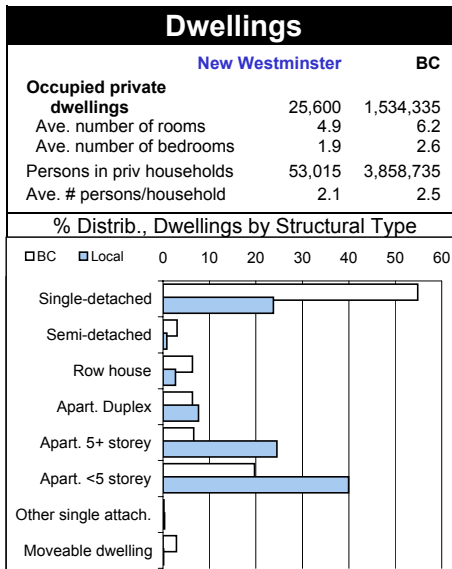 Dwellings
New Westminster BC
Occupied private
dwellings 25,600 1,534,335
Ave. number of rooms 4.9 6.2
Ave. number of bedrooms 1.9 2.6
Persons in priv households 53,015 3,858,735
Ave. # persons/household 2.1 2.5
% Distrib., Dwellings by Structural Type
BC Local 0 10 20 30 40 50 60
Single-detached
Semi-detached
Row house
Apart. Duplex
Apart. 5+ storey
Apart. <5 storey
Other single attach.
Moveable dwelling